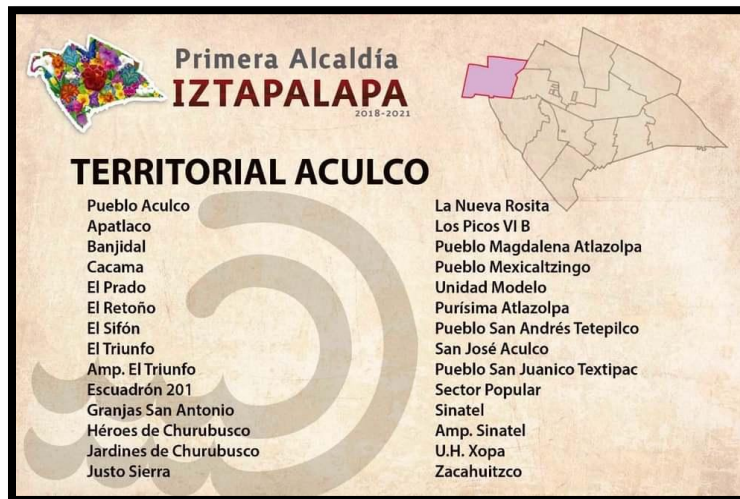 Primera Alcaldía
IZTAPALAPA
2018-2021
TERRITORIAL ACULCO
Pueblo Aculco
Apatlaco
Banjidal
Cacama
El Prado
El Retoño
El Sifón
El Triunfo
Amp. El Triunfo
Escuadrón 201
Granjas San Antonio
Héroes de Churubusco
Jardines de Churubusco
Justo Sierra
La Nueva Rosita
Los Picos VI B
Pueblo Magdalena Atlazolpa
Pueblo Mexicaltzingo
Unidad Modelo
Purísima Atlazolpa
Pueblo San Andrés Tetepilco
San José Aculco
Pueblo San Juanico Textipac
Sector Popular
Sinatel
Amp. Sinatel
U.H. Xopa
Zacahuitzco